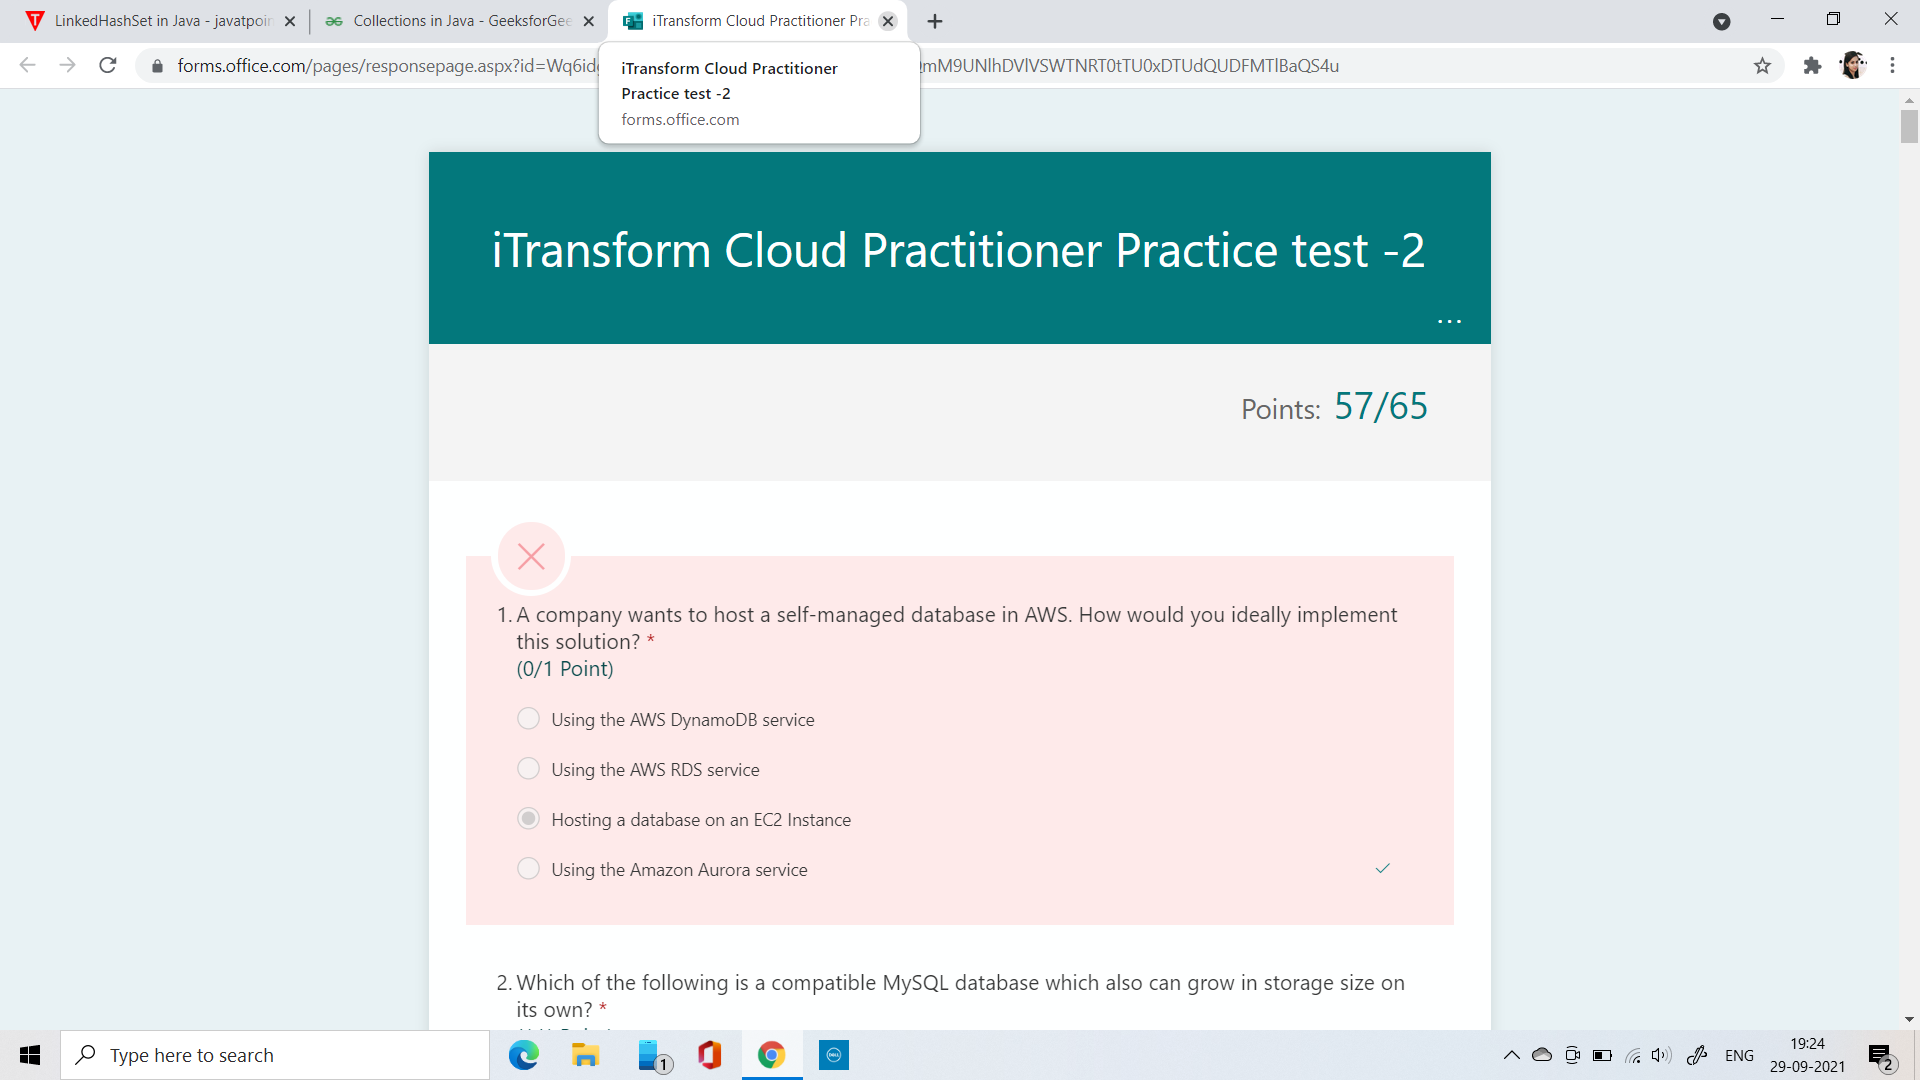 LinkedHashSet in Java - javatpoin
Collections in Java - GeeksforGee
iTransform Cloud Practitioner Pra
forms.office.com/pages/responsepage.aspx?id=Wq6id
mM9UNlhDVlVSWTNRT0tTU0xDTUdQUDFMTlBaQS4u
iTransform Cloud Practitioner
Practice test -2
forms.office.com
iTransform Cloud Practitioner Practice test -2
...
Points: 57/65
1. A company wants to host a self-managed database in AWS. How would you ideally implement
this solution? *
(0/1 Point)
Using the AWS DynamoDB service
Using the AWS RDS service
Hosting a database on an EC2 Instance
Using the Amazon Aurora service
2. Which of the following is a compatible MySQL database which also can grow in storage size on
its own? *
Type here to search
1
DELL
ENG
19:24
29-09-2021
2